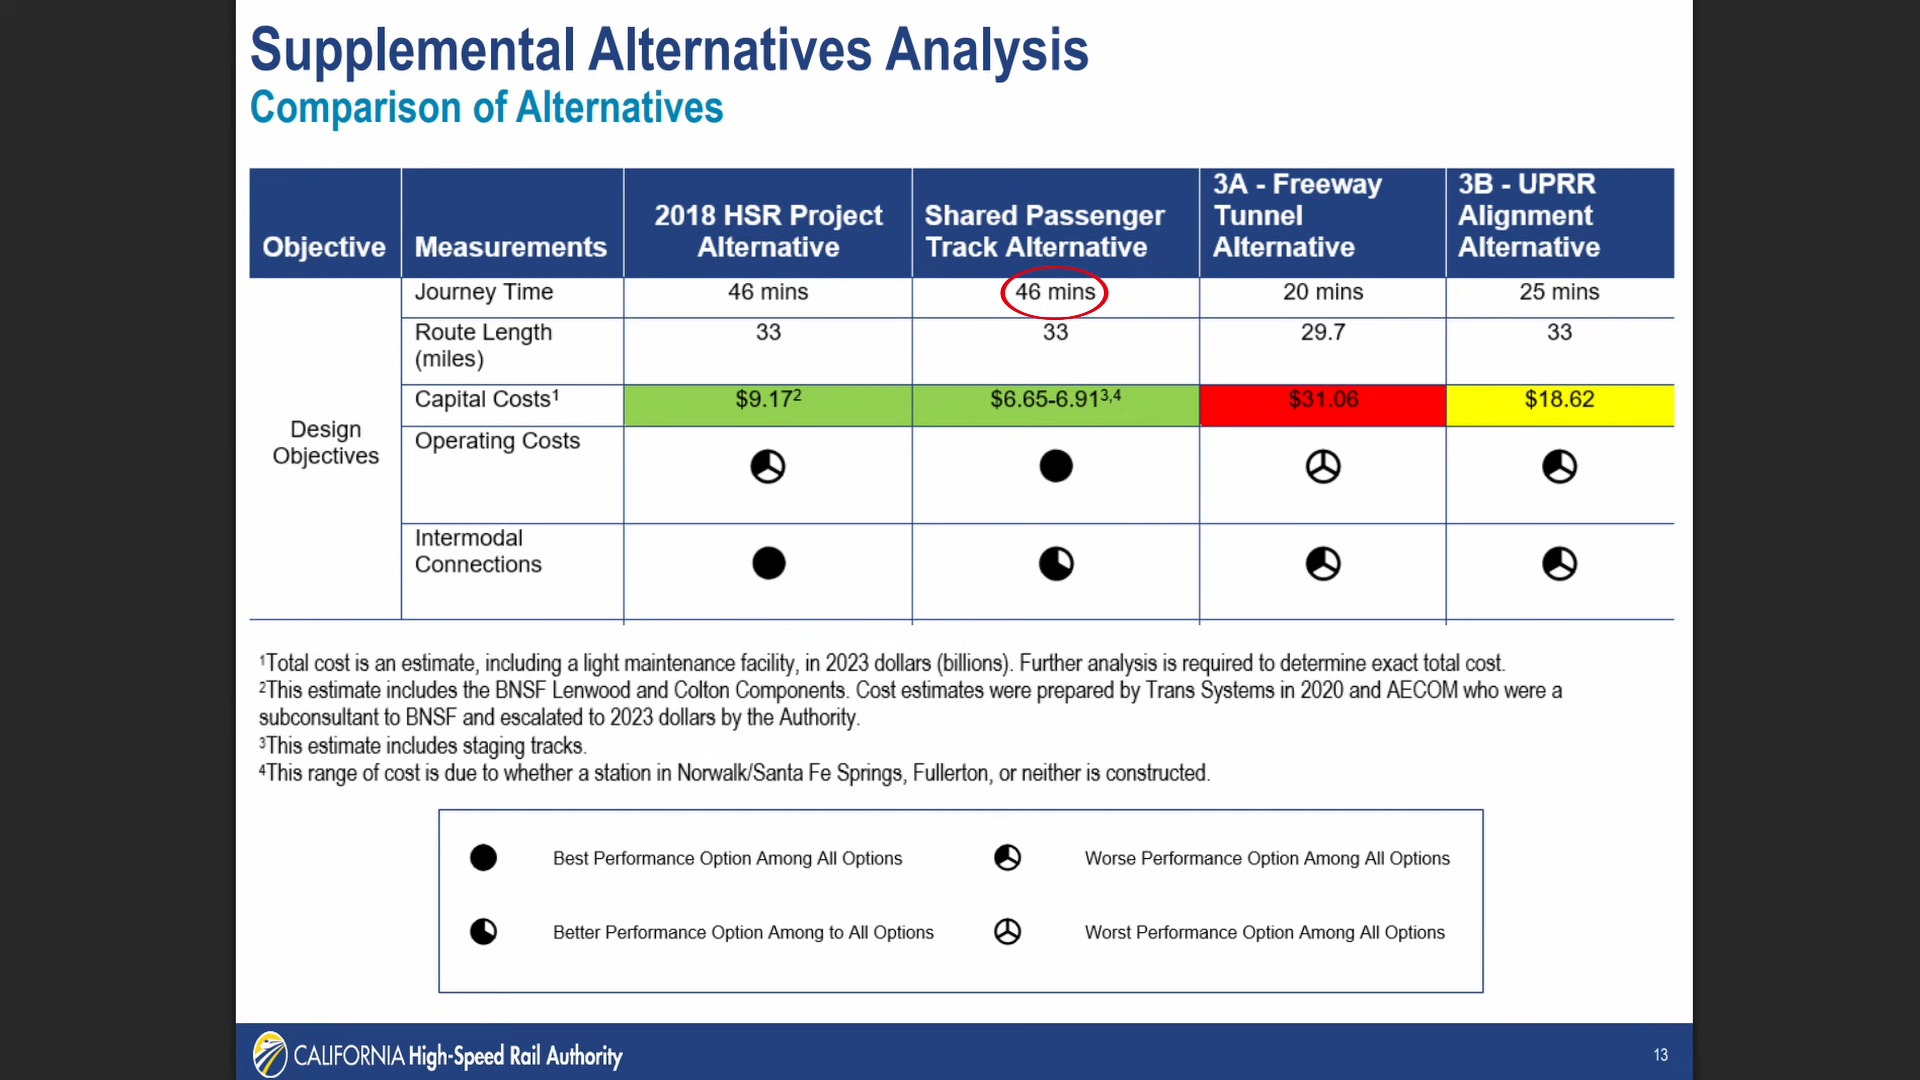 Supplemental Alternatives Analysis
Comparison of Alternatives
Objective
Measurements
2018 HSR Project
Alternative
Shared Passenger
Track Alternative
3A - Freeway
Tunnel
Alternative
3B - UPRR
Alignment
Alternative
Design
Objectives
Journey Time
46 mins
46 mins
20 mins
25 mins
Route Length
(miles)
33
33
29.7
33
Capital Costs¹
$9.17²
$6.65-6.91³,⁴
$31.06
$18.62
Operating Costs
Intermodal
Connections
¹Total cost is an estimate, including a light maintenance facility, in 2023 dollars (billions). Further analysis is required to determine exact total cost.
²This estimate includes the BNSF Lenwood and Colton Components. Cost estimates were prepared by Trans Systems in 2020 and AECOM who were a
subconsultant to BNSF and escalated to 2023 dollars by the Authority.
³This estimate includes staging tracks.
⁴This range of cost is due to whether a station in Norwalk/Santa Fe Springs, Fullerton, or neither is constructed.
Best Performance Option Among All Options
Worse Performance Option Among All Options
Better Performance Option Among to All Options
Worst Performance Option Among All Options
CALIFORNIA High-Speed Rail Authority
13